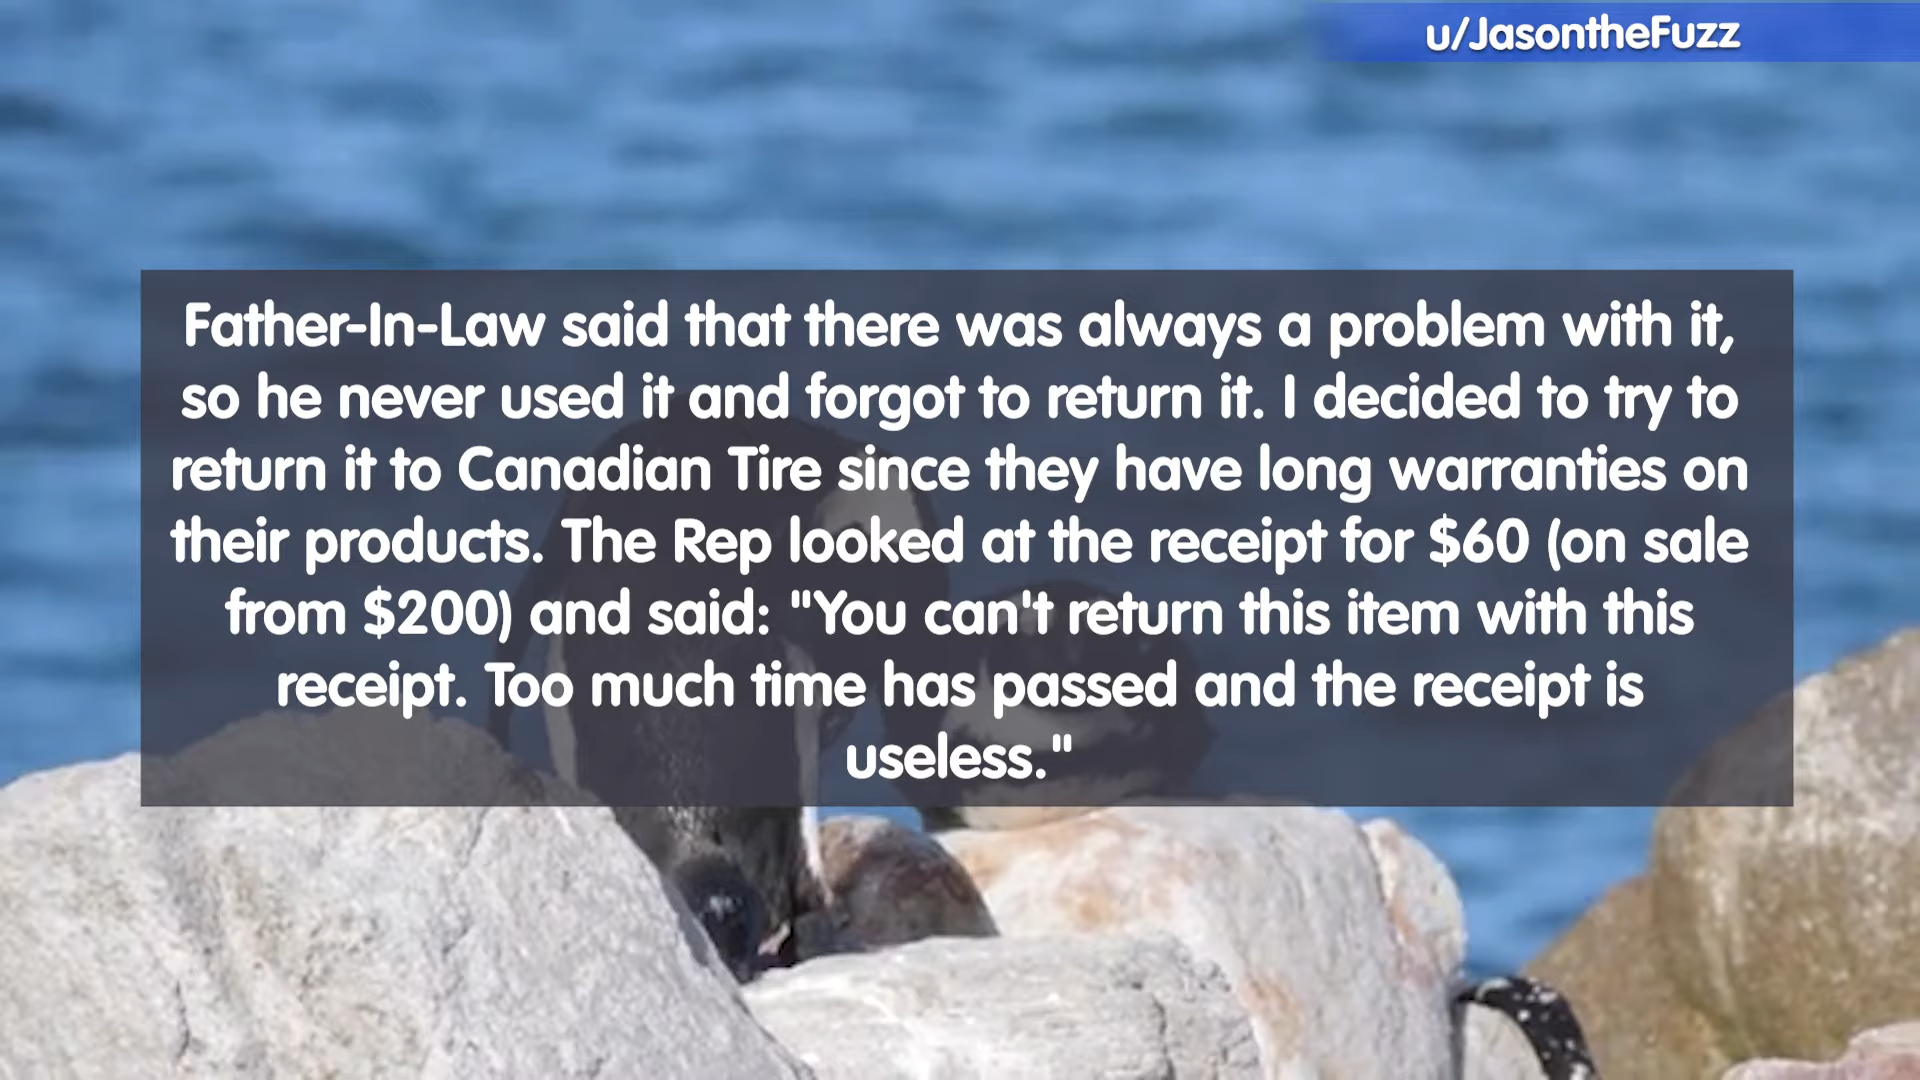 u/JasontheFuzz
Father-In-Law said that there was always a problem with it,
so he never used it and forgot to return it. I decided to try to
return it to Canadian Tire since they have long warranties on
their products. The Rep looked at the receipt for $60 (on sale
from $200) and said: "You can't return this item with this
receipt. Too much time has passed and the receipt is
useless."